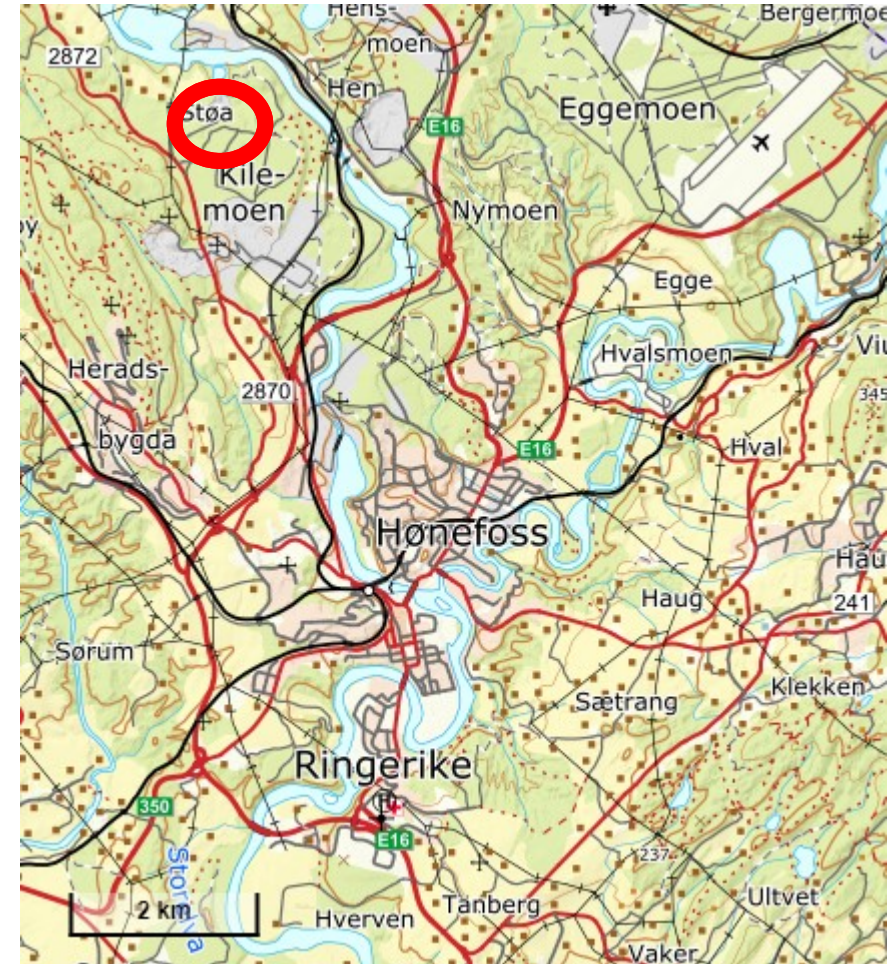 Hens-
moen
Bergermoe
2872
Hen
Støa
E16
Eggemoen
Kile-
moen
Nymoen
Egge
Hvalsmoen
Viu
Herads-
bygda
2870
345
E16
Hval
Hønefoss
Hau
Haug
241
Sørum
Klekken
Sætrang
Ringerike
350
E16
Storelva
237
2 km
Hverven
Tanberg
Ultvet
Vaker